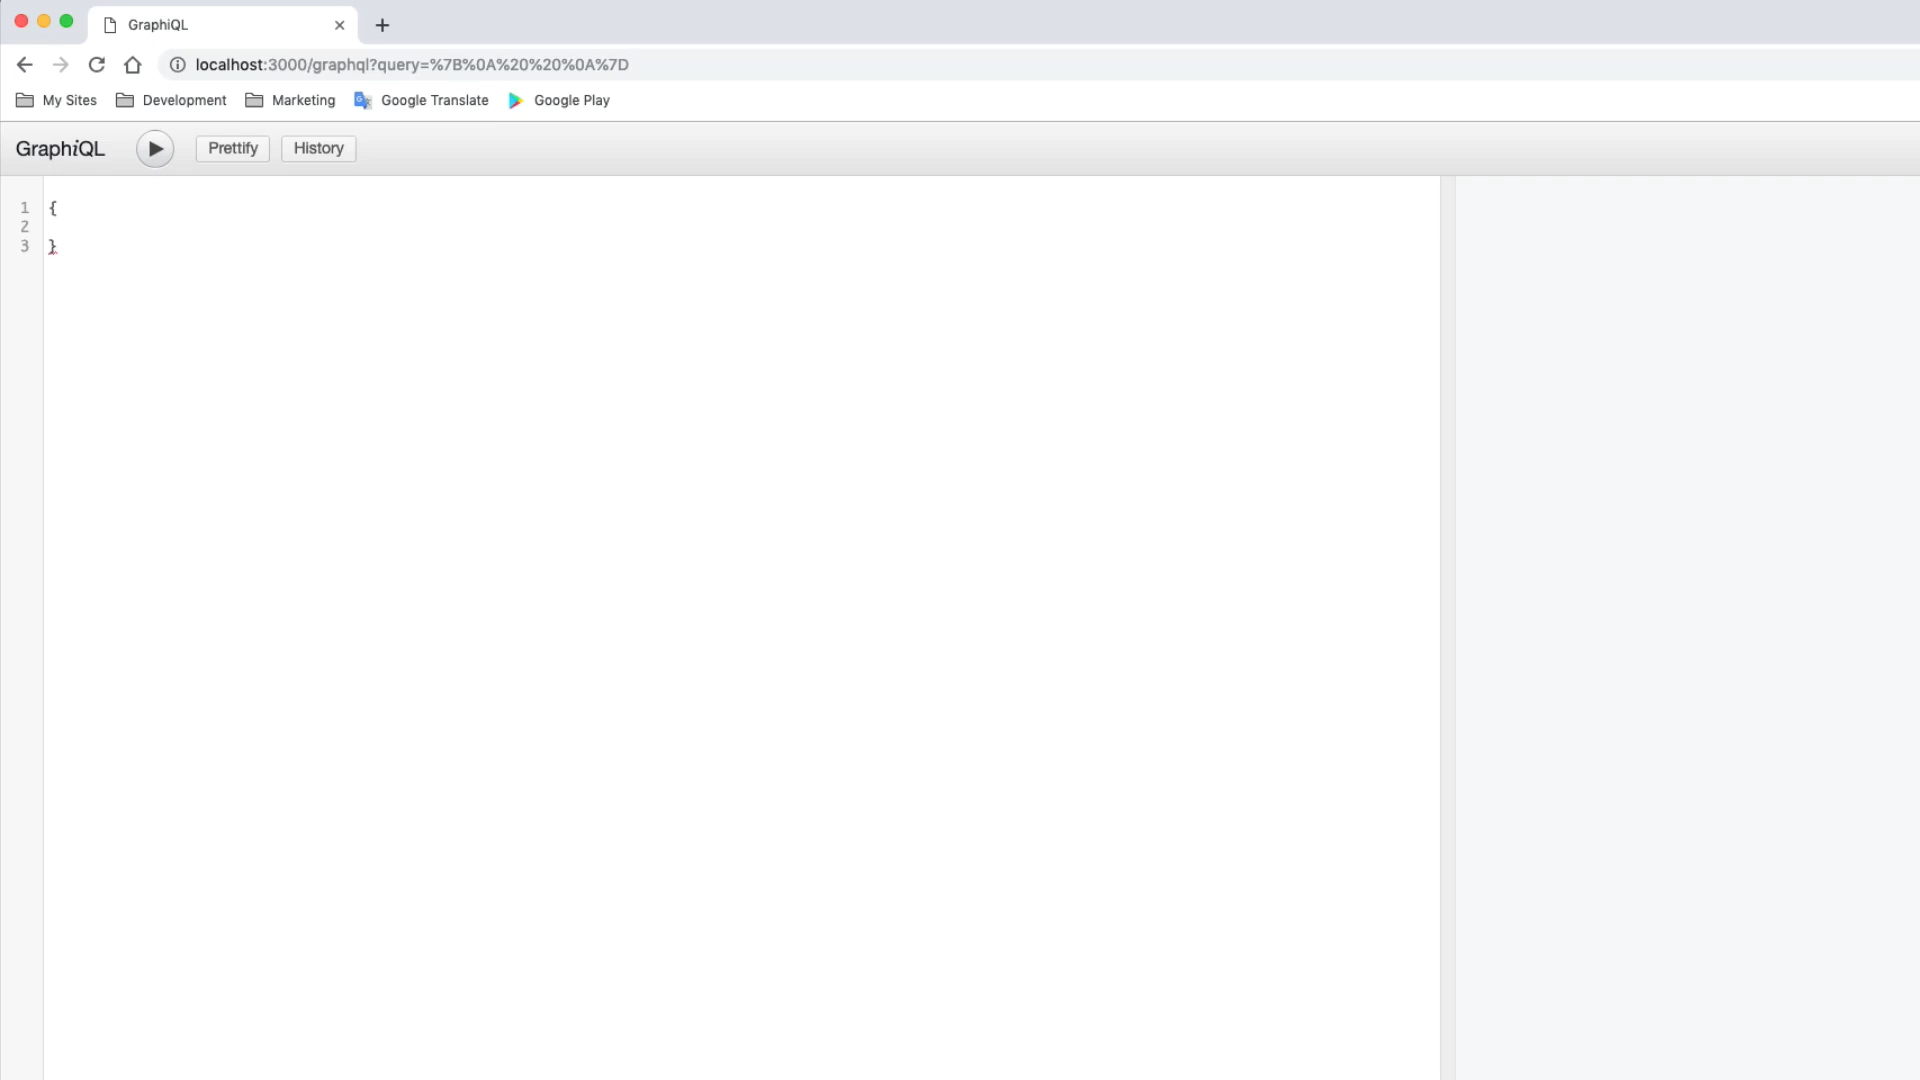 GraphiQL
localhost:3000/graphql?query=%7B%0A%20%20%0A%7D
My Sites Development Marketing Google Translate Google Play
GraphiQL Prettify History
1 {
2
3 }